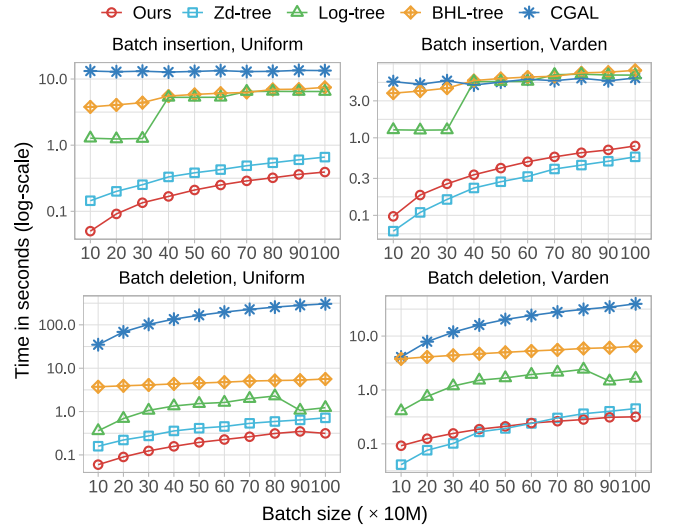 Ours Zd-tree Log-tree BHL-tree CGAL
Batch insertion, Uniform
10.0
1.0
0.1
10 20 30 40 50 60 70 80 90 100
Batch insertion, Varden
3.0
1.0
0.3
0.1
10 20 30 40 50 60 70 80 90 100
Time in seconds (log-scale)
Batch deletion, Uniform
100.0
10.0
1.0
0.1
10 20 30 40 50 60 70 80 90 100
Batch deletion, Varden
10.0
1.0
0.1
10 20 30 40 50 60 70 80 90 100
Batch size ( × 10M)